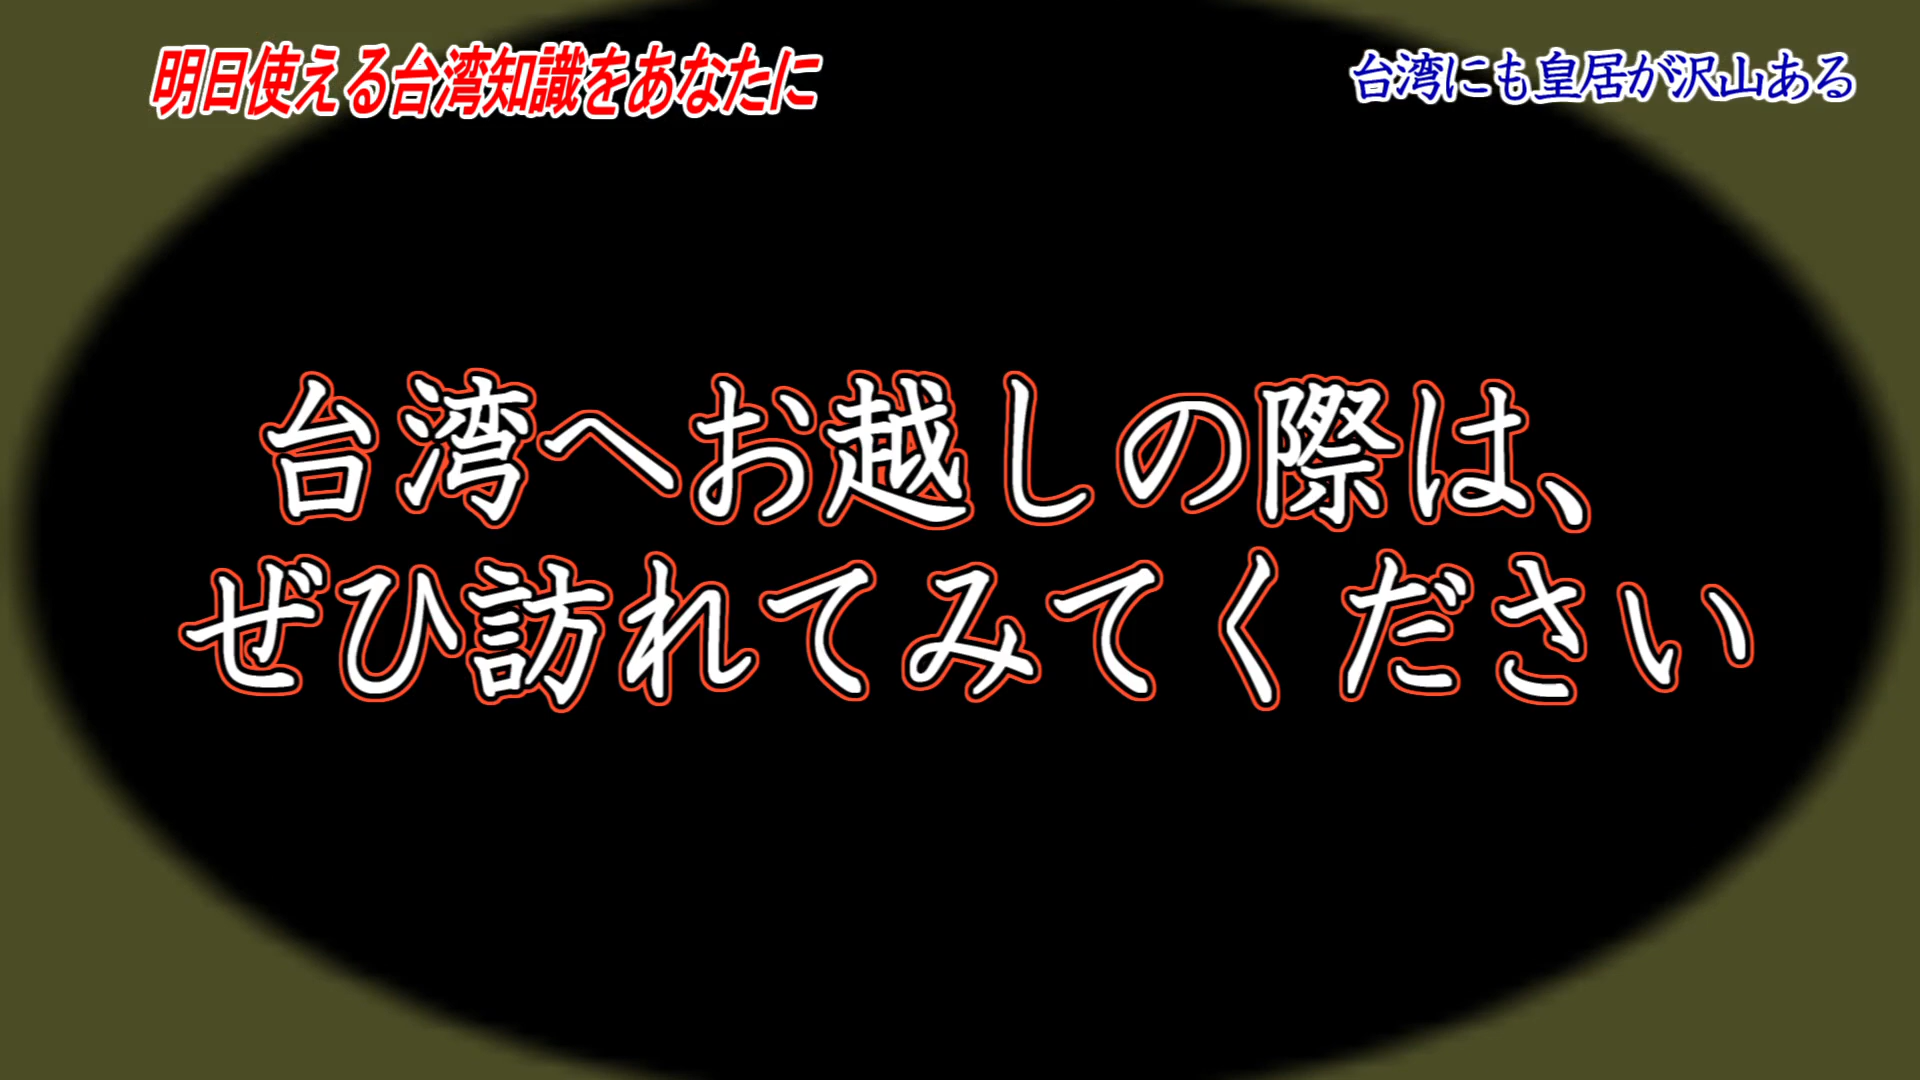 明日使える台湾知識をあなたに
台湾にも皇居が沢山ある
台湾へお越しの際は、
ぜひ訪れてみてください